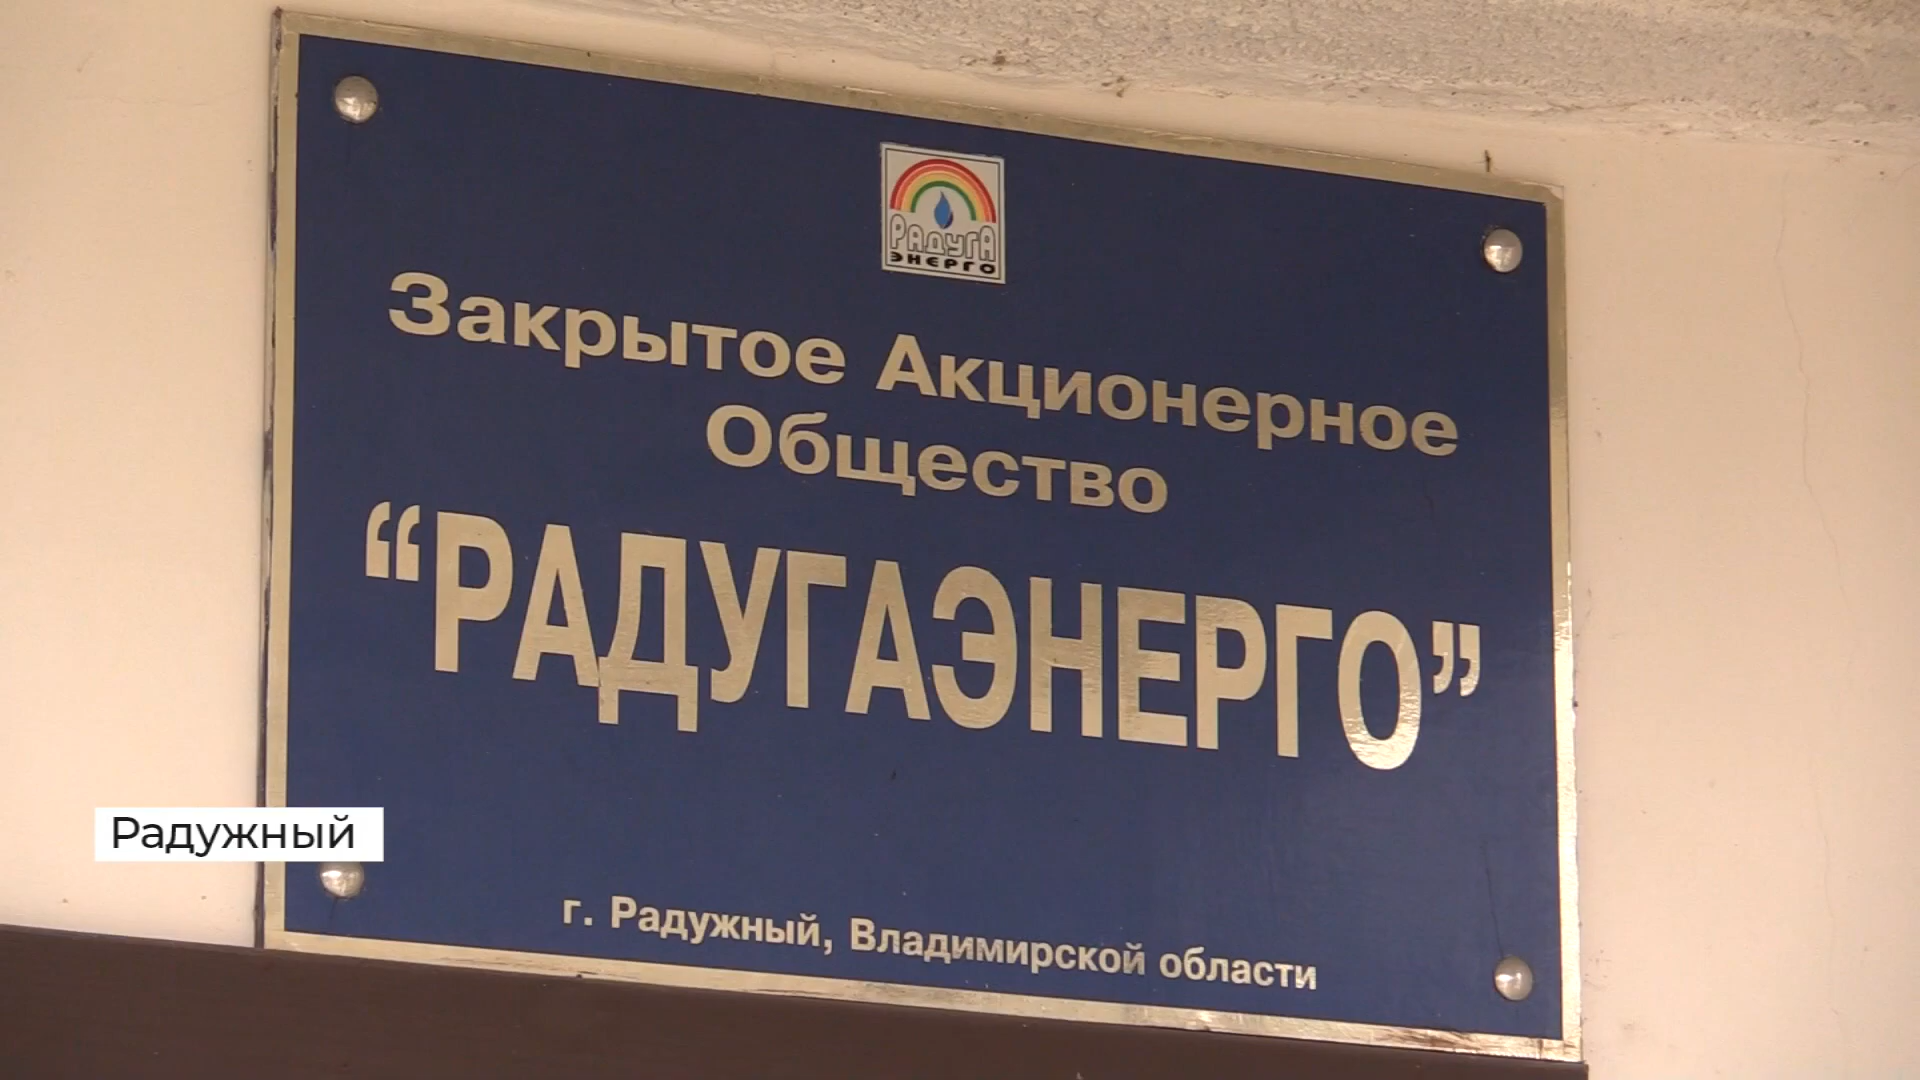 Радуга
энерго
Закрытое Акционерное
Общество
“РАДУГАЭНЕРГО”
Радужный
г. Радужный, Владимирской области